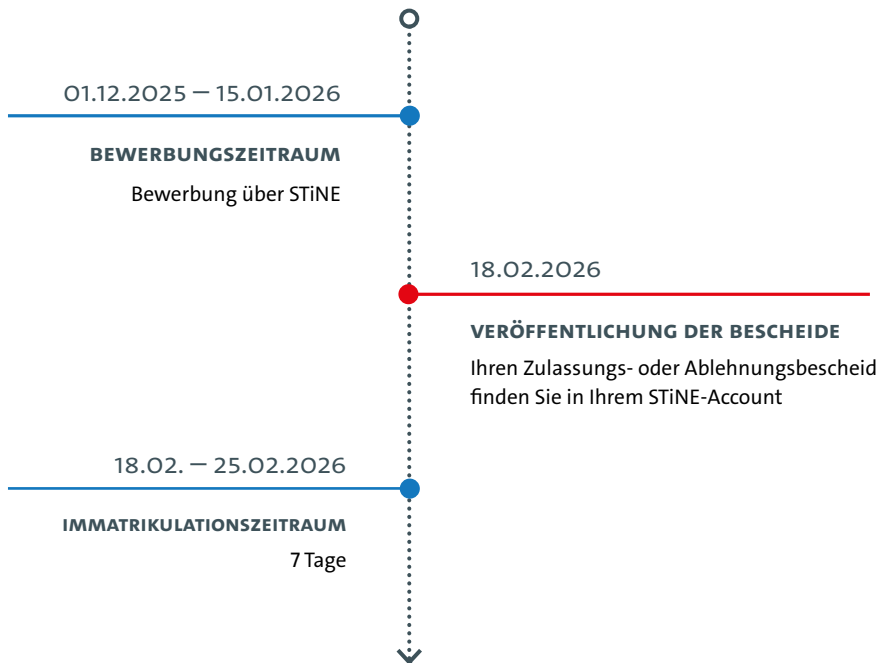 01.12.2025 – 15.01.2026
BEWERBUNGSZEITRAUM
Bewerbung über STiNE
18.02.2026
VERÖFFENTLICHUNG DER BESCHEIDE
Ihren Zulassungs- oder Ablehnungsbescheid
finden Sie in Ihrem STiNE-Account
18.02. – 25.02.2026
IMMATRIKULATIONSZEITRAUM
7 Tage